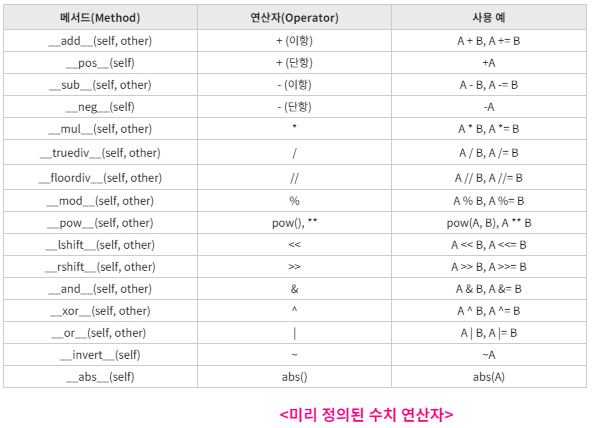 메서드(Method) 연산자(Operator) 사용 예
__add__(self, other) + (이항) A + B, A += B
__pos__(self) + (단항) +A
__sub__(self, other) - (이항) A - B, A -= B
__neg__(self) - (단항) -A
__mul__(self, other) * A * B, A *= B
__truediv__(self, other) / A / B, A /= B
__floordiv__(self, other) // A // B, A //= B
__mod__(self, other) % A % B, A %= B
__pow__(self, other) pow(), ** pow(A, B), A ** B
__lshift__(self, other) << A << B, A <<= B
__rshift__(self, other) >> A >> B, A >>= B
__and__(self, other) & A & B, A &= B
__xor__(self, other) ^ A ^ B, A ^= B
__or__(self, other) | A | B, A |= B
__invert__(self) ~ ~A
__abs__(self) abs() abs(A)
<미리 정의된 수치 연산자>